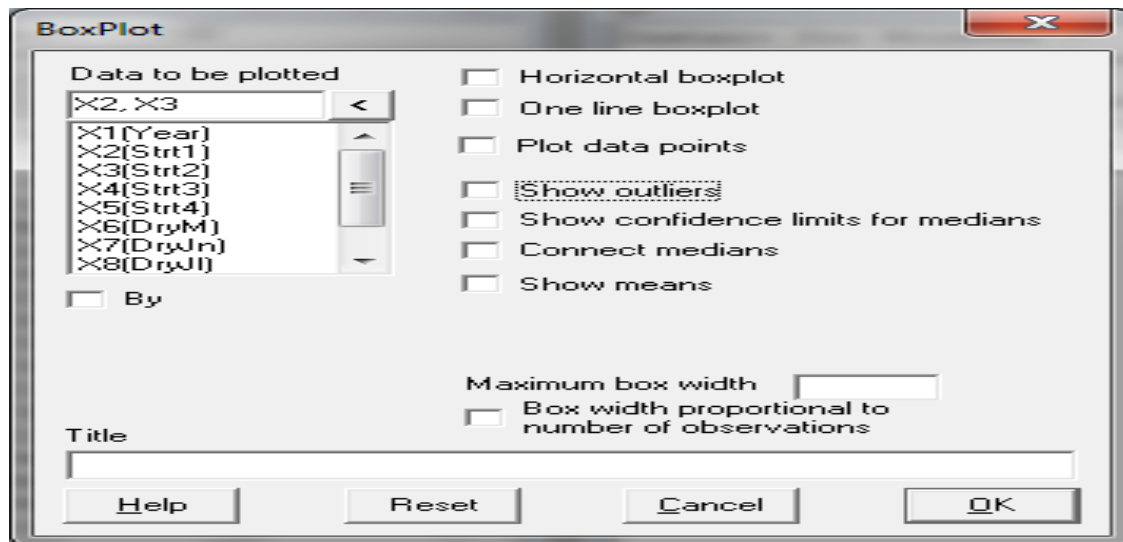 BoxPlot
Data to be plotted
X2, X3
<
X1(Year)
X2(Strt1)
X3(Strt2)
X4(Strt3)
X5(Strt4)
X6(DryM)
X7(DryJn)
X8(DryJl)
By
Horizontal boxplot
One line boxplot
Plot data points
Show outliers
Show confidence limits for medians
Connect medians
Show means
Maximum box width
Box width proportional to
number of observations
Title
Help
Reset
Cancel
OK